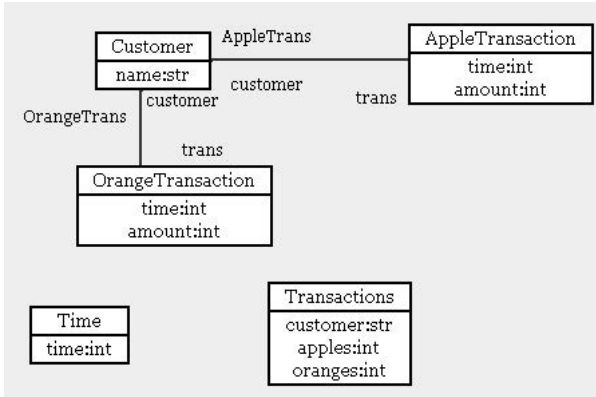 Customer
name:str
AppleTrans
customer
trans
AppleTransaction
time:int
amount:int
customer
OrangeTrans
trans
OrangeTransaction
time:int
amount:int
Time
time:int
Transactions
customer:str
apples:int
oranges:int